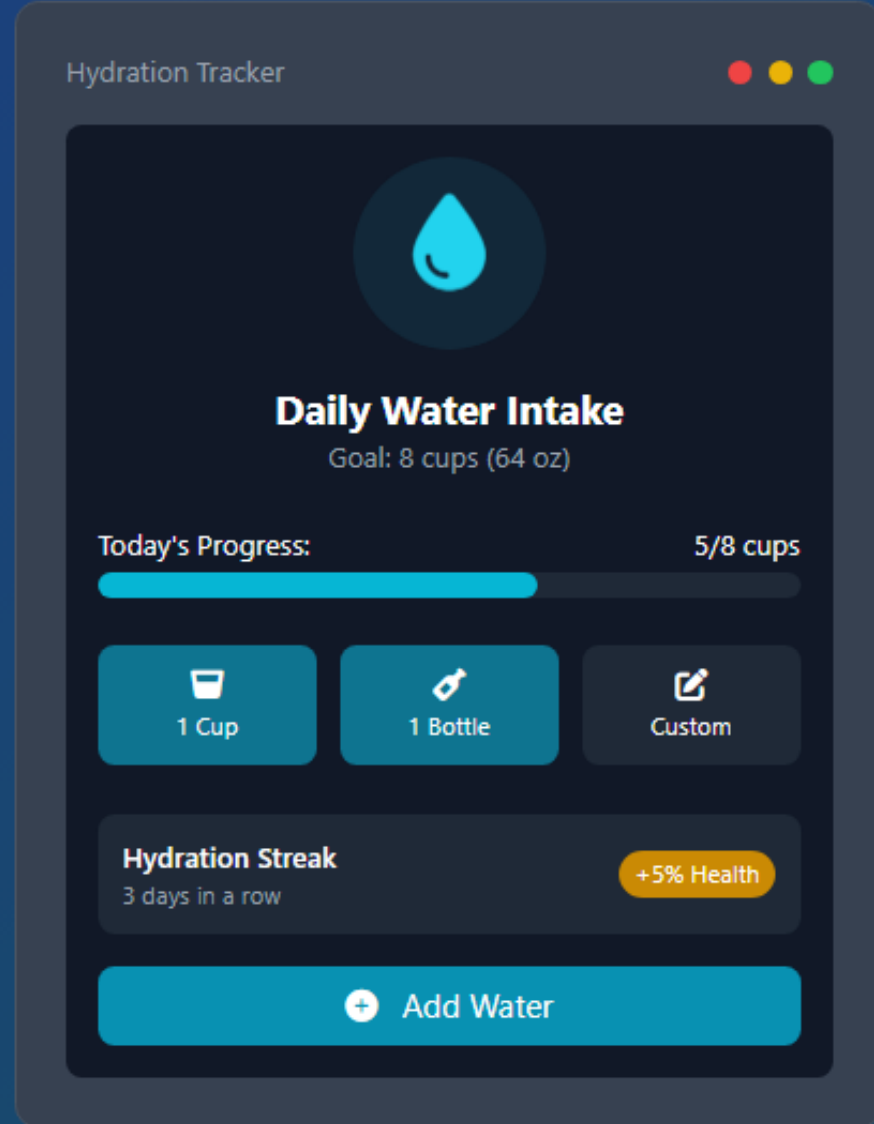 Hydration Tracker
Daily Water Intake
Goal: 8 cups (64 oz)
Today's Progress: 5/8 cups
1 Cup
1 Bottle
Custom
Hydration Streak
3 days in a row
+5% Health
Add Water